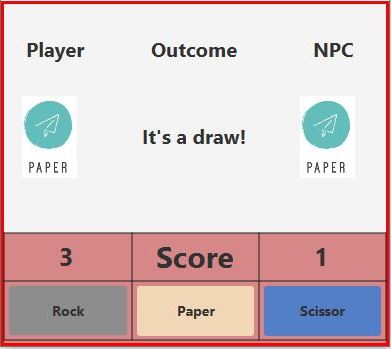 Player Outcome NPC
It's a draw!
PAPER PAPER
3 Score 1
Rock Paper Scissor